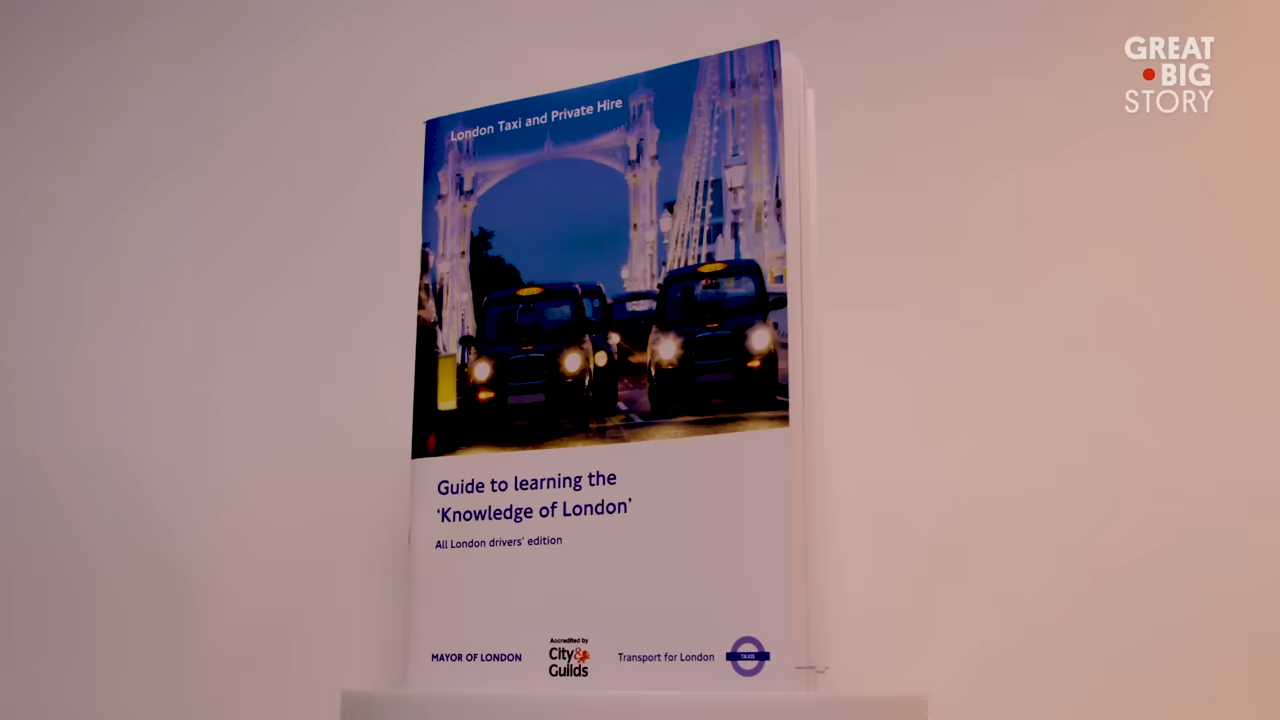 GREAT
BIG
STORY
London Taxi and Private Hire
Guide to learning the
‘Knowledge of London’
All London drivers’ edition
MAYOR OF LONDON
Accredited by
City&
Guilds
Transport for London
TAXIS